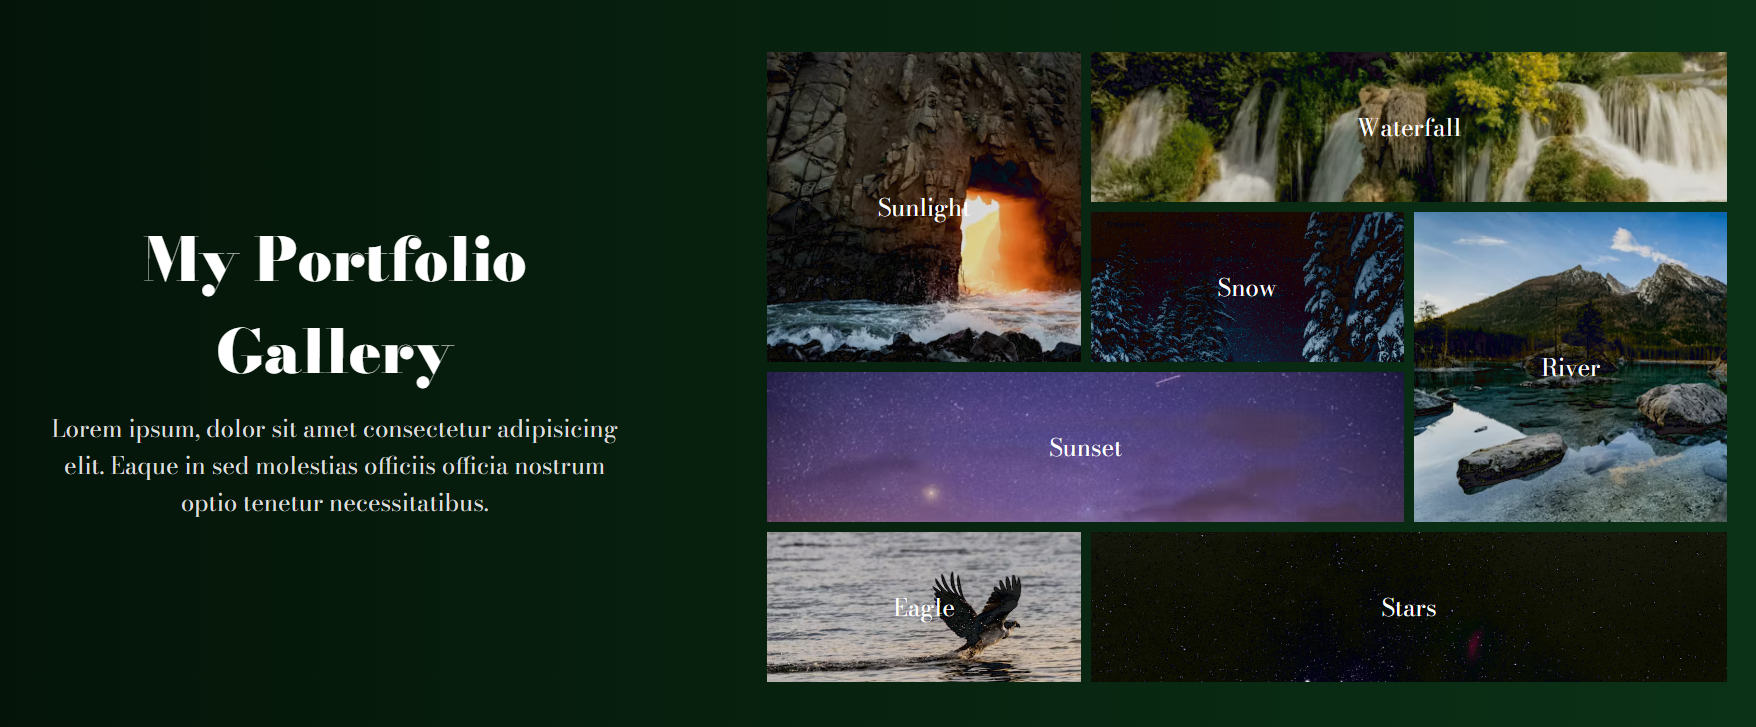 My Portfolio
Gallery
Lorem ipsum, dolor sit amet consectetur adipisicing
elit. Eaque in sed molestias officiis officia nostrum
optio tenetur necessitatibus.
Sunlight
Waterfall
Snow
River
Sunset
Eagle
Stars